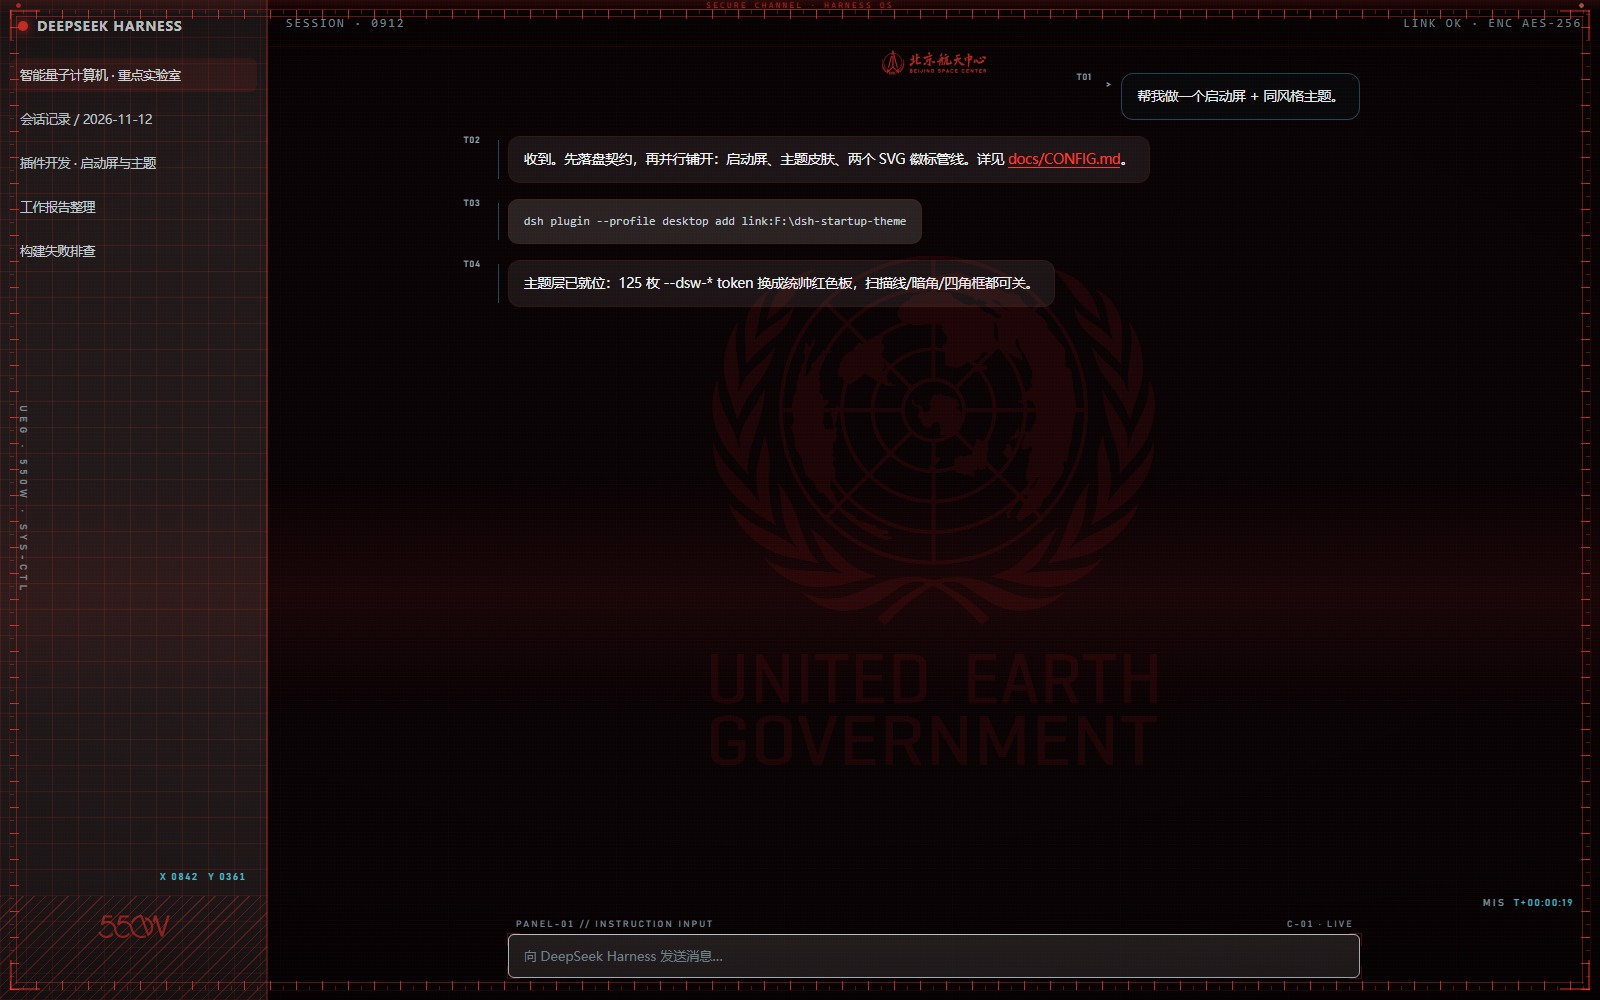 SECURE CHANNEL · HARNESS OS
DEEPSEEK HARNESS
SESSION · 0912
LINK OK · ENC AES-256
智能量子计算机 · 重点实验室
会话记录 / 2026-11-12
插件开发 · 启动屏与主题
工作报告整理
构建失败排查
UEG · 550W · SYS-CTL
X 0842 Y 0361
550W
北京航天中心
BEIJING SPACE CENTER
T01
>
帮我做一个启动屏 + 同风格主题。
T02
收到。先落盘契约，再并行铺开：启动屏、主题皮肤、两个 SVG 徽标管线。详见 docs/CONFIG.md。
T03
dsh plugin --profile desktop add link:F:\dsh-startup-theme
T04
主题层已就位：125 枚 --dsw-* token 换成统帅红色板，扫描线/暗角/四角框都可关。
UNITED EARTH
GOVERNMENT
MIS T+00:00:19
PANEL-01 // INSTRUCTION INPUT
C-01 · LIVE
向 DeepSeek Harness 发送消息...